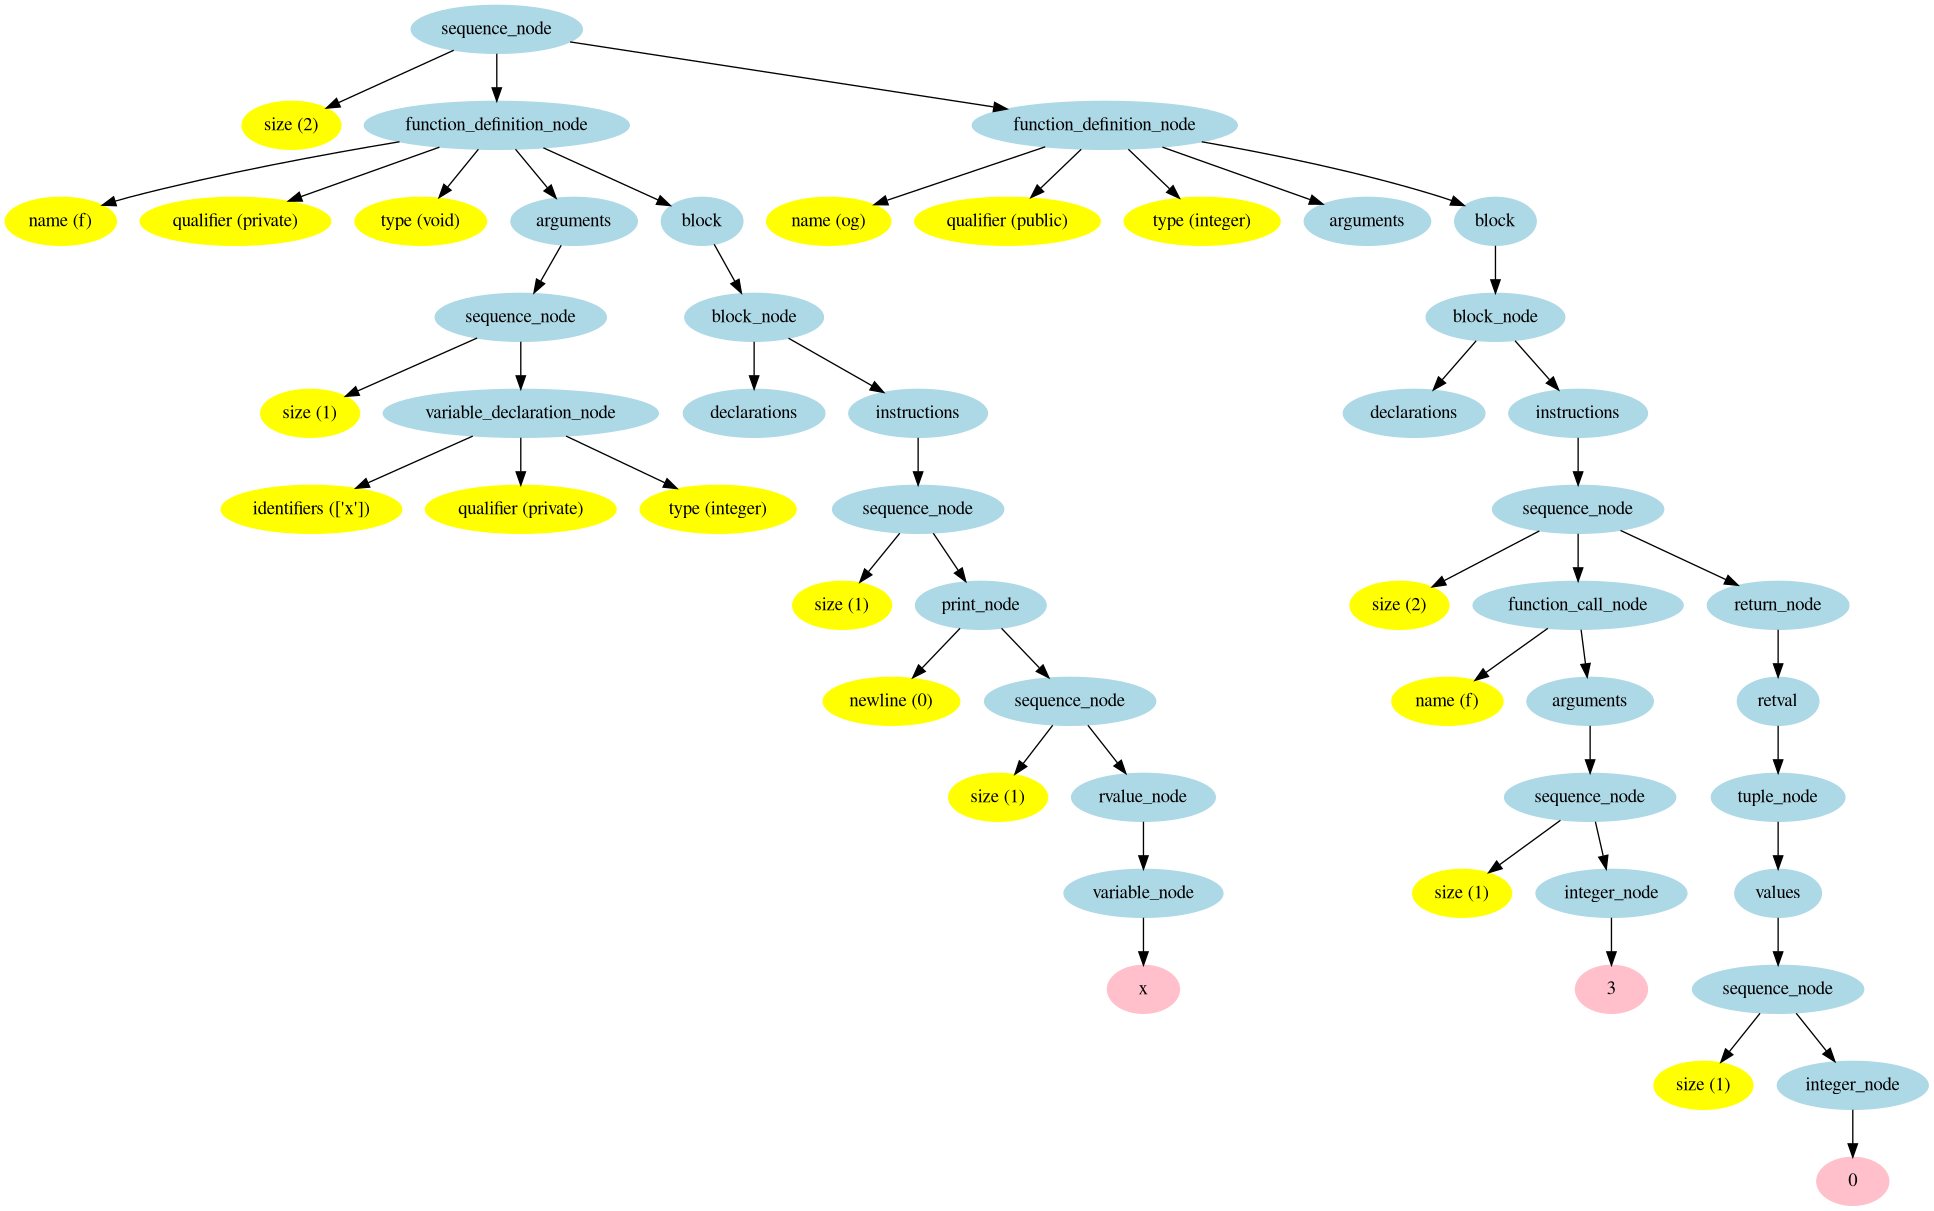 sequence_node
size (2)
function_definition_node
function_definition_node
name (f)
qualifier (private)
type (void)
arguments
block
name (og)
qualifier (public)
type (integer)
arguments
block
sequence_node
block_node
block_node
size (1)
variable_declaration_node
declarations
instructions
declarations
instructions
identifiers (['x'])
qualifier (private)
type (integer)
sequence_node
sequence_node
size (1)
print_node
size (2)
function_call_node
return_node
newline (0)
sequence_node
name (f)
arguments
retval
size (1)
rvalue_node
sequence_node
tuple_node
variable_node
size (1)
integer_node
values
x
3
sequence_node
size (1)
integer_node
0